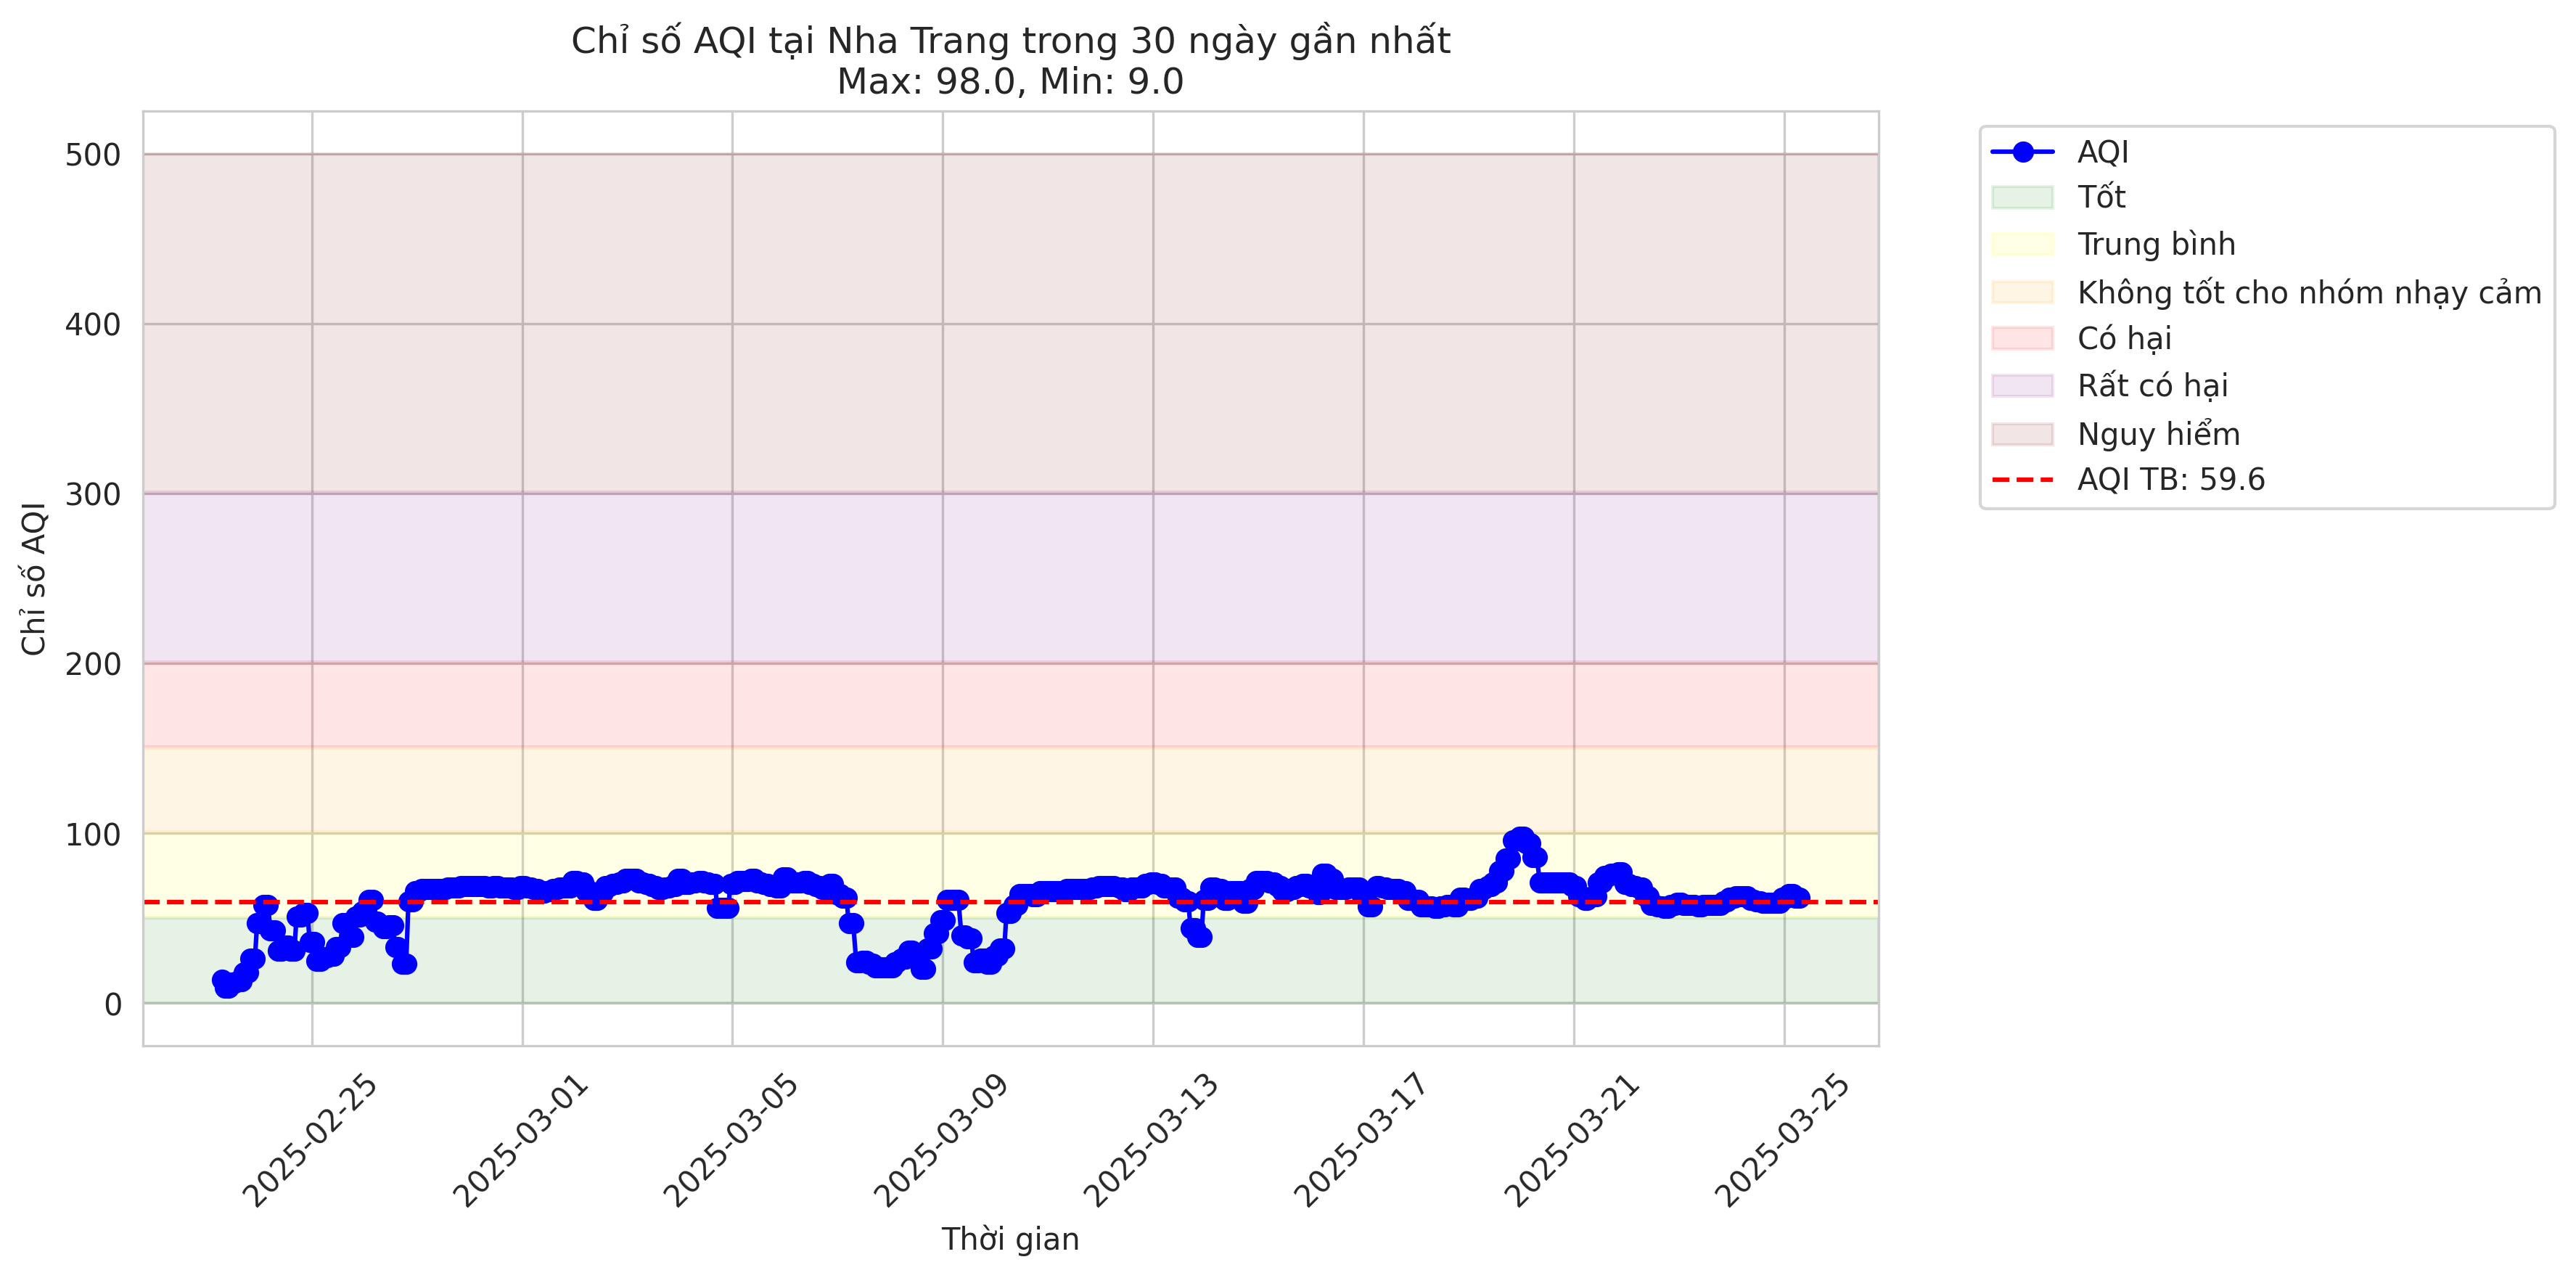 Chỉ số AQI tại Nha Trang trong 30 ngày gần nhất
Max: 98.0, Min: 9.0
Chỉ số AQI
500
400
300
200
100
0
2025-02-25
2025-03-01
2025-03-05
2025-03-09
2025-03-13
2025-03-17
2025-03-21
2025-03-25
Thời gian
AQI
Tốt
Trung bình
Không tốt cho nhóm nhạy cảm
Có hại
Rất có hại
Nguy hiểm
AQI TB: 59.6